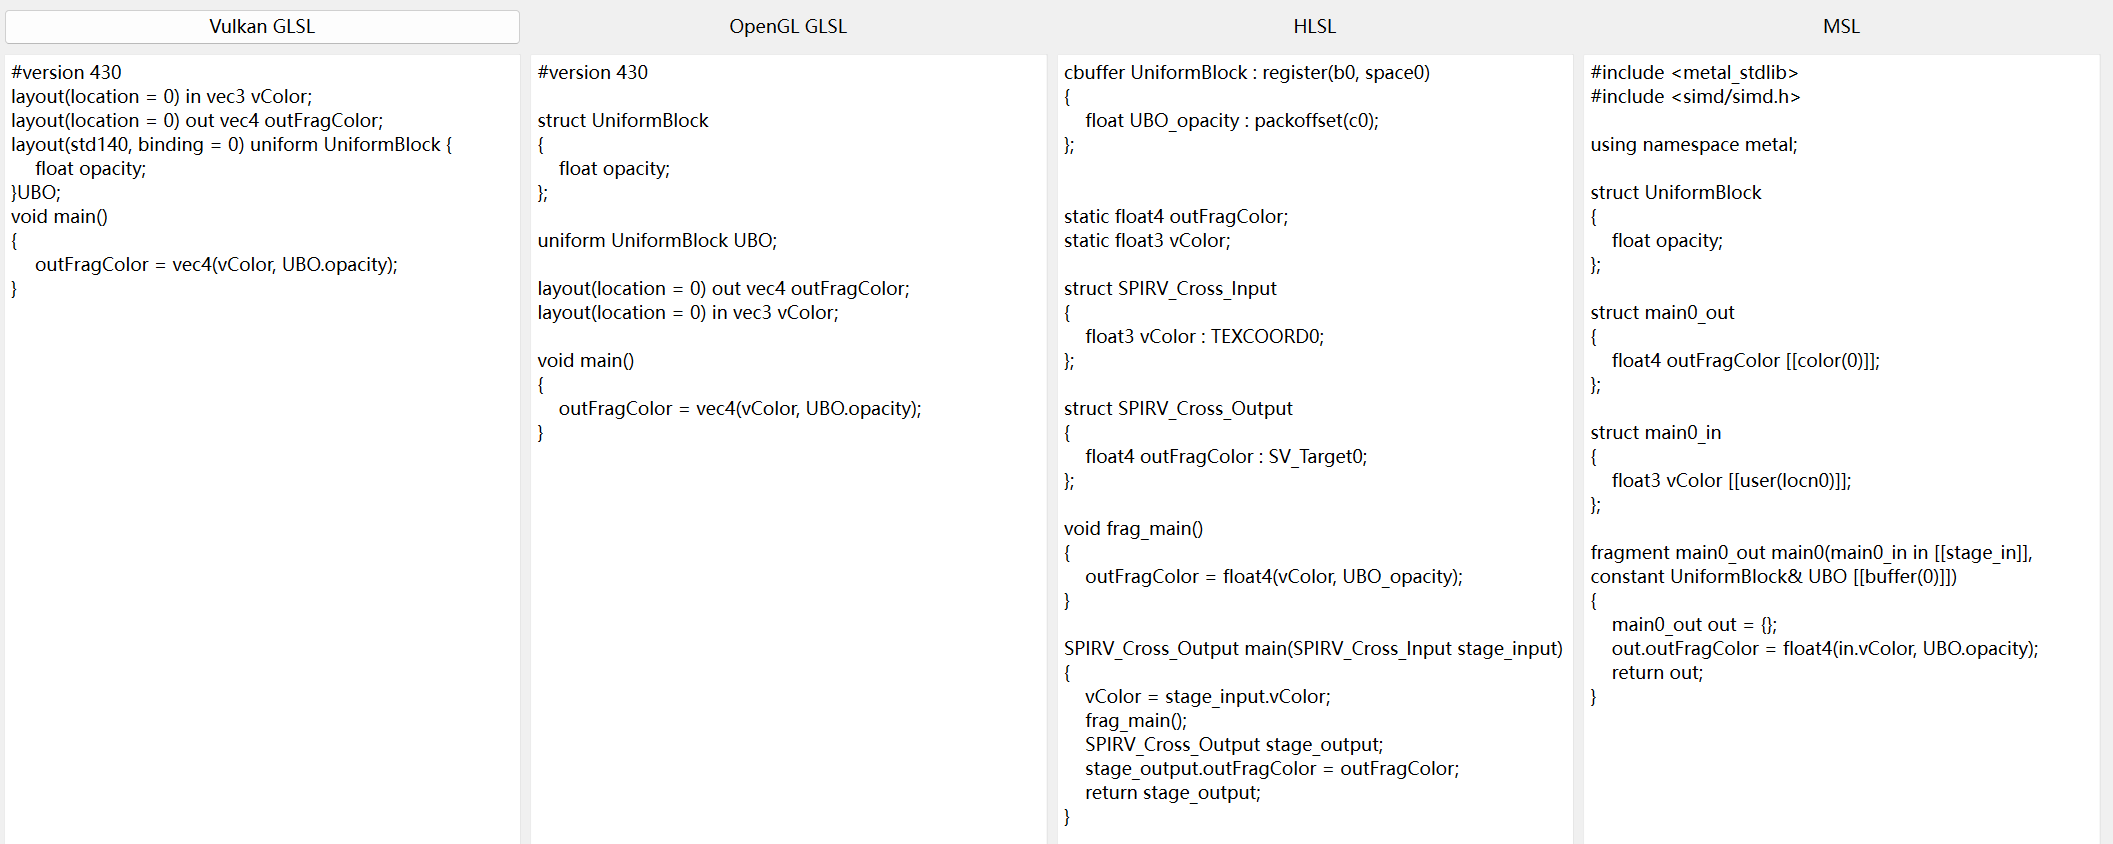 Vulkan GLSL
#version 430
layout(location = 0) in vec3 vColor;
layout(location = 0) out vec4 outFragColor;
layout(std140, binding = 0) uniform UniformBlock {
    float opacity;
}UBO;
void main()
{
    outFragColor = vec4(vColor, UBO.opacity);
}
OpenGL GLSL
#version 430

struct UniformBlock
{
    float opacity;
};

uniform UniformBlock UBO;

layout(location = 0) out vec4 outFragColor;
layout(location = 0) in vec3 vColor;

void main()
{
    outFragColor = vec4(vColor, UBO.opacity);
}
HLSL
cbuffer UniformBlock : register(b0, space0)
{
    float UBO_opacity : packoffset(c0);
};


static float4 outFragColor;
static float3 vColor;

struct SPIRV_Cross_Input
{
    float3 vColor : TEXCOORD0;
};

struct SPIRV_Cross_Output
{
    float4 outFragColor : SV_Target0;
};

void frag_main()
{
    outFragColor = float4(vColor, UBO_opacity);
}

SPIRV_Cross_Output main(SPIRV_Cross_Input stage_input)
{
    vColor = stage_input.vColor;
    frag_main();
    SPIRV_Cross_Output stage_output;
    stage_output.outFragColor = outFragColor;
    return stage_output;
}
MSL
#include <metal_stdlib>
#include <simd/simd.h>

using namespace metal;

struct UniformBlock
{
    float opacity;
};

struct main0_out
{
    float4 outFragColor [[color(0)]];
};

struct main0_in
{
    float3 vColor [[user(locn0)]];
};

fragment main0_out main0(main0_in in [[stage_in]],
constant UniformBlock& UBO [[buffer(0)]])
{
    main0_out out = {};
    out.outFragColor = float4(in.vColor, UBO.opacity);
    return out;
}